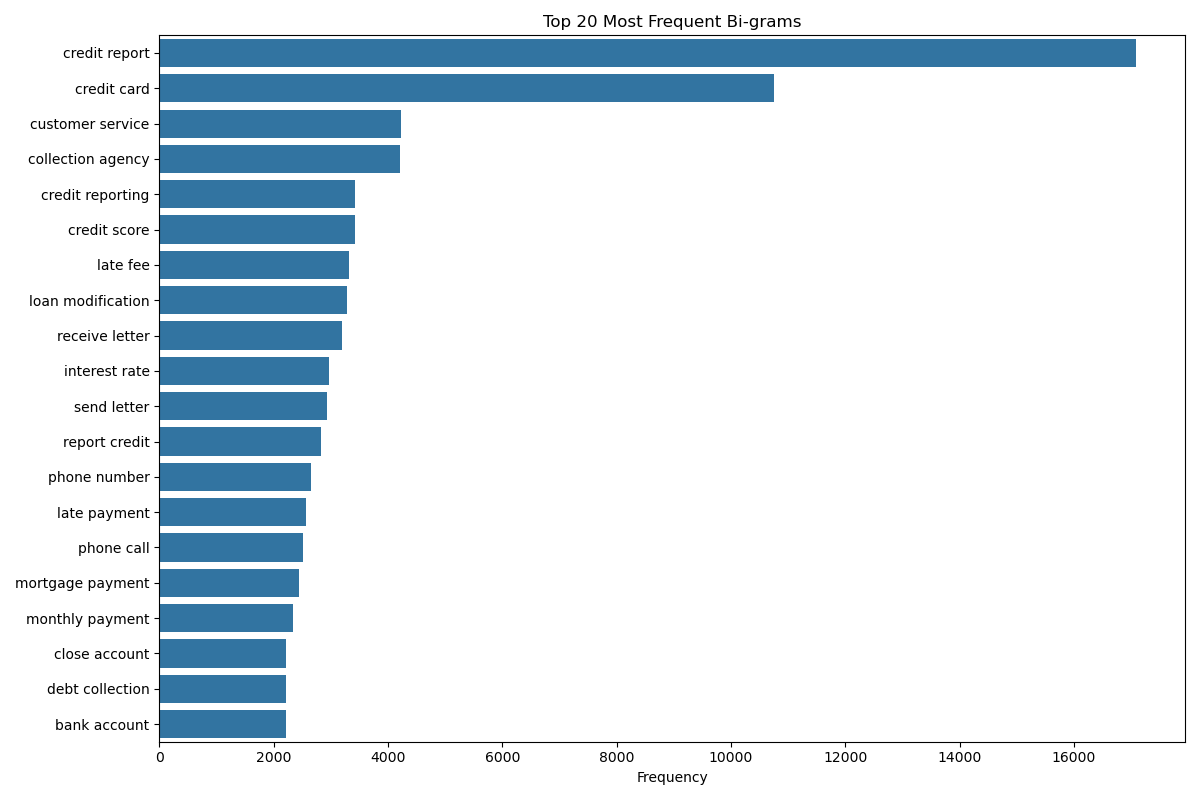 Top 20 Most Frequent Bi-grams
credit report
credit card
customer service
collection agency
credit reporting
credit score
late fee
loan modification
receive letter
interest rate
send letter
report credit
phone number
late payment
phone call
mortgage payment
monthly payment
close account
debt collection
bank account
0 2000 4000 6000 8000 10000 12000 14000 16000
Frequency